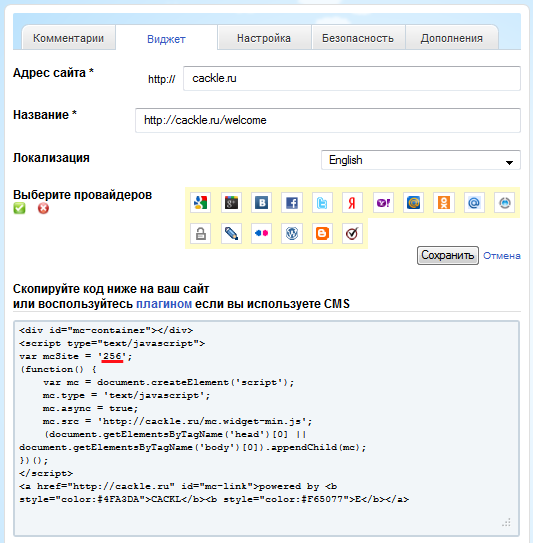 Комментарии Виджет Настройка Безопасность Дополнения
Адрес сайта * http:// cackle.ru
Название * http://cackle.ru/welcome
Локализация English
Выберите провайдеров
Сохранить Отмена
Скопируйте код ниже на ваш сайт
или воспользуйтесь плагином если вы используете CMS
<div id="mc-container"></div>
<script type="text/javascript">
var mcSite = '256';
(function() {
    var mc = document.createElement('script');
    mc.type = 'text/javascript';
    mc.async = true;
    mc.src = 'http://cackle.ru/mc.widget-min.js';
    (document.getElementsByTagName('head')[0] ||
document.getElementsByTagName('body')[0]).appendChild(mc);
})();
</script>
<a href="http://cackle.ru" id="mc-link">powered by <b
style="color:#4FA3DA">CACKL</b><b style="color:#F65077">E</b></a>